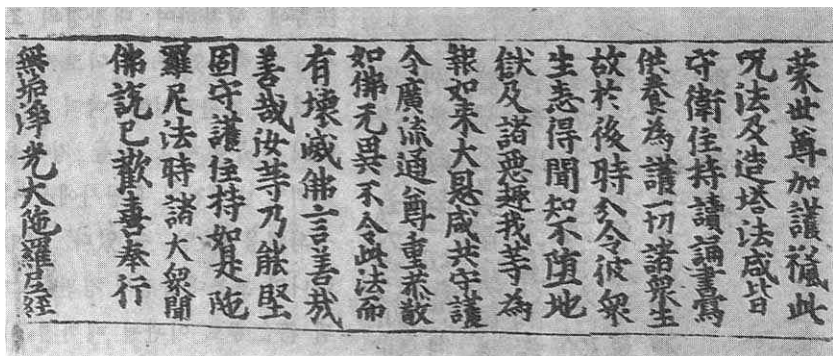 蒙世尊加護此
呪法及造塔法咸皆
守衛住持讀誦書寫
供養為護一切諸衆生
故於後時分令彼衆
生悉得聞知不墮地
獄及諸惡趣我等為
報如来大恩咸共守護
令廣流通尊重恭敬
如佛无異不令此法而
有壞滅佛言善哉
善哉汝等乃能堅
固守護住持如是陁
羅尼法時諸大衆聞
佛說已歡喜奉行
無垢淨光大陁羅尼經